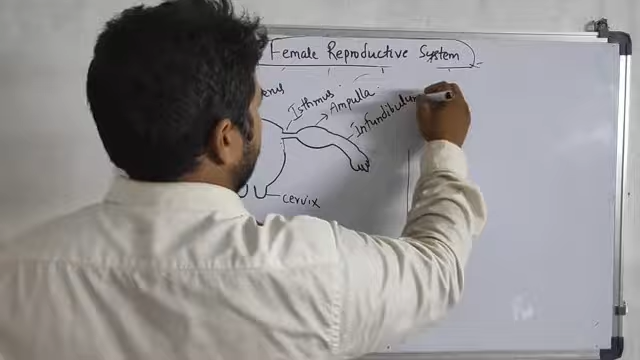 Female Reproductive System
Isthmus
Ampulla
Infundibulum
cervix